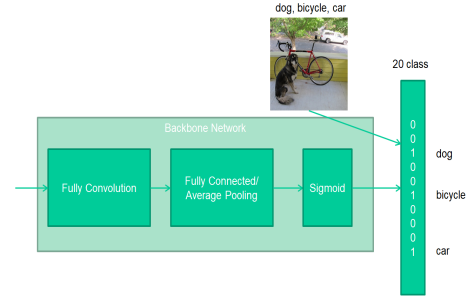 dog, bicycle, car
20 class
Backbone Network
Fully Convolution
Fully Connected/
Average Pooling
Sigmoid
0
0
1
0
0
1
0
0
0
1
dog
bicycle
car